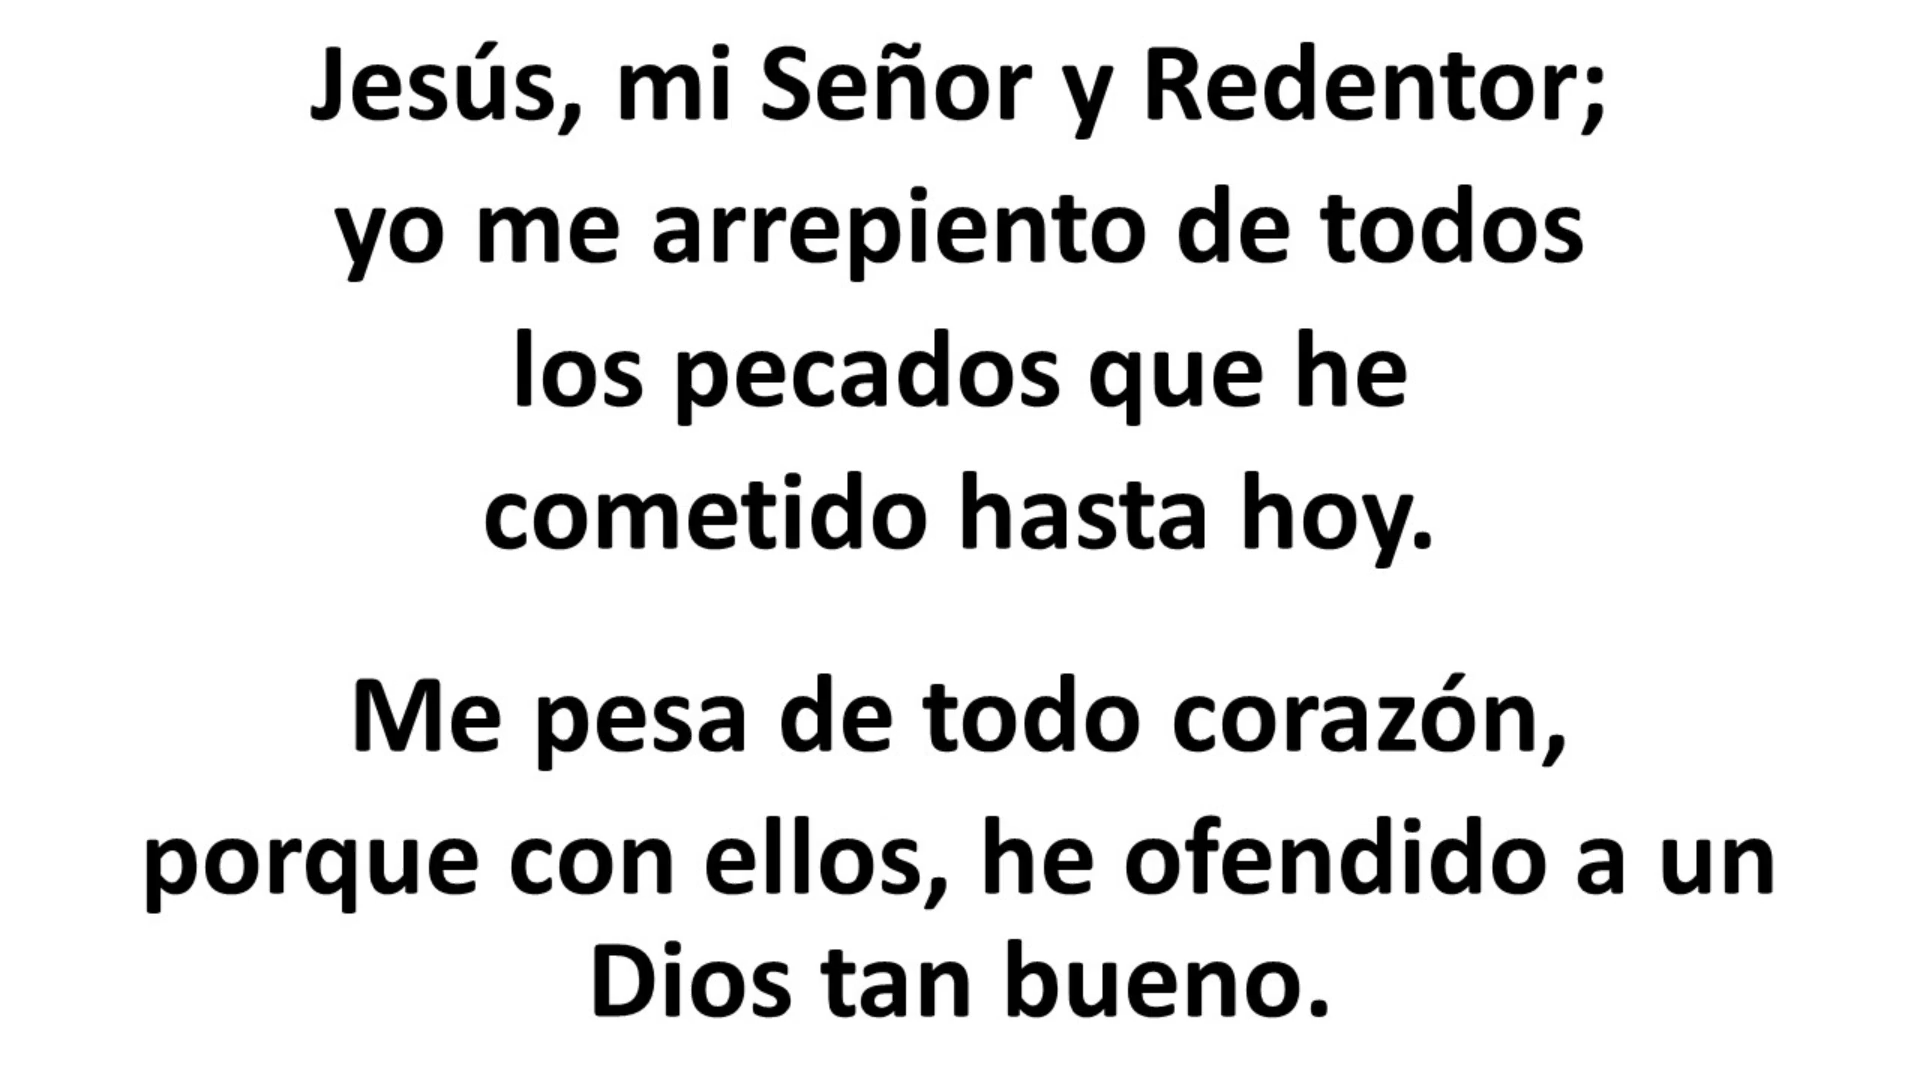 Jesús, mi Señor y Redentor;
yo me arrepiento de todos
los pecados que he
cometido hasta hoy.
Me pesa de todo corazón,
porque con ellos, he ofendido a un
Dios tan bueno.